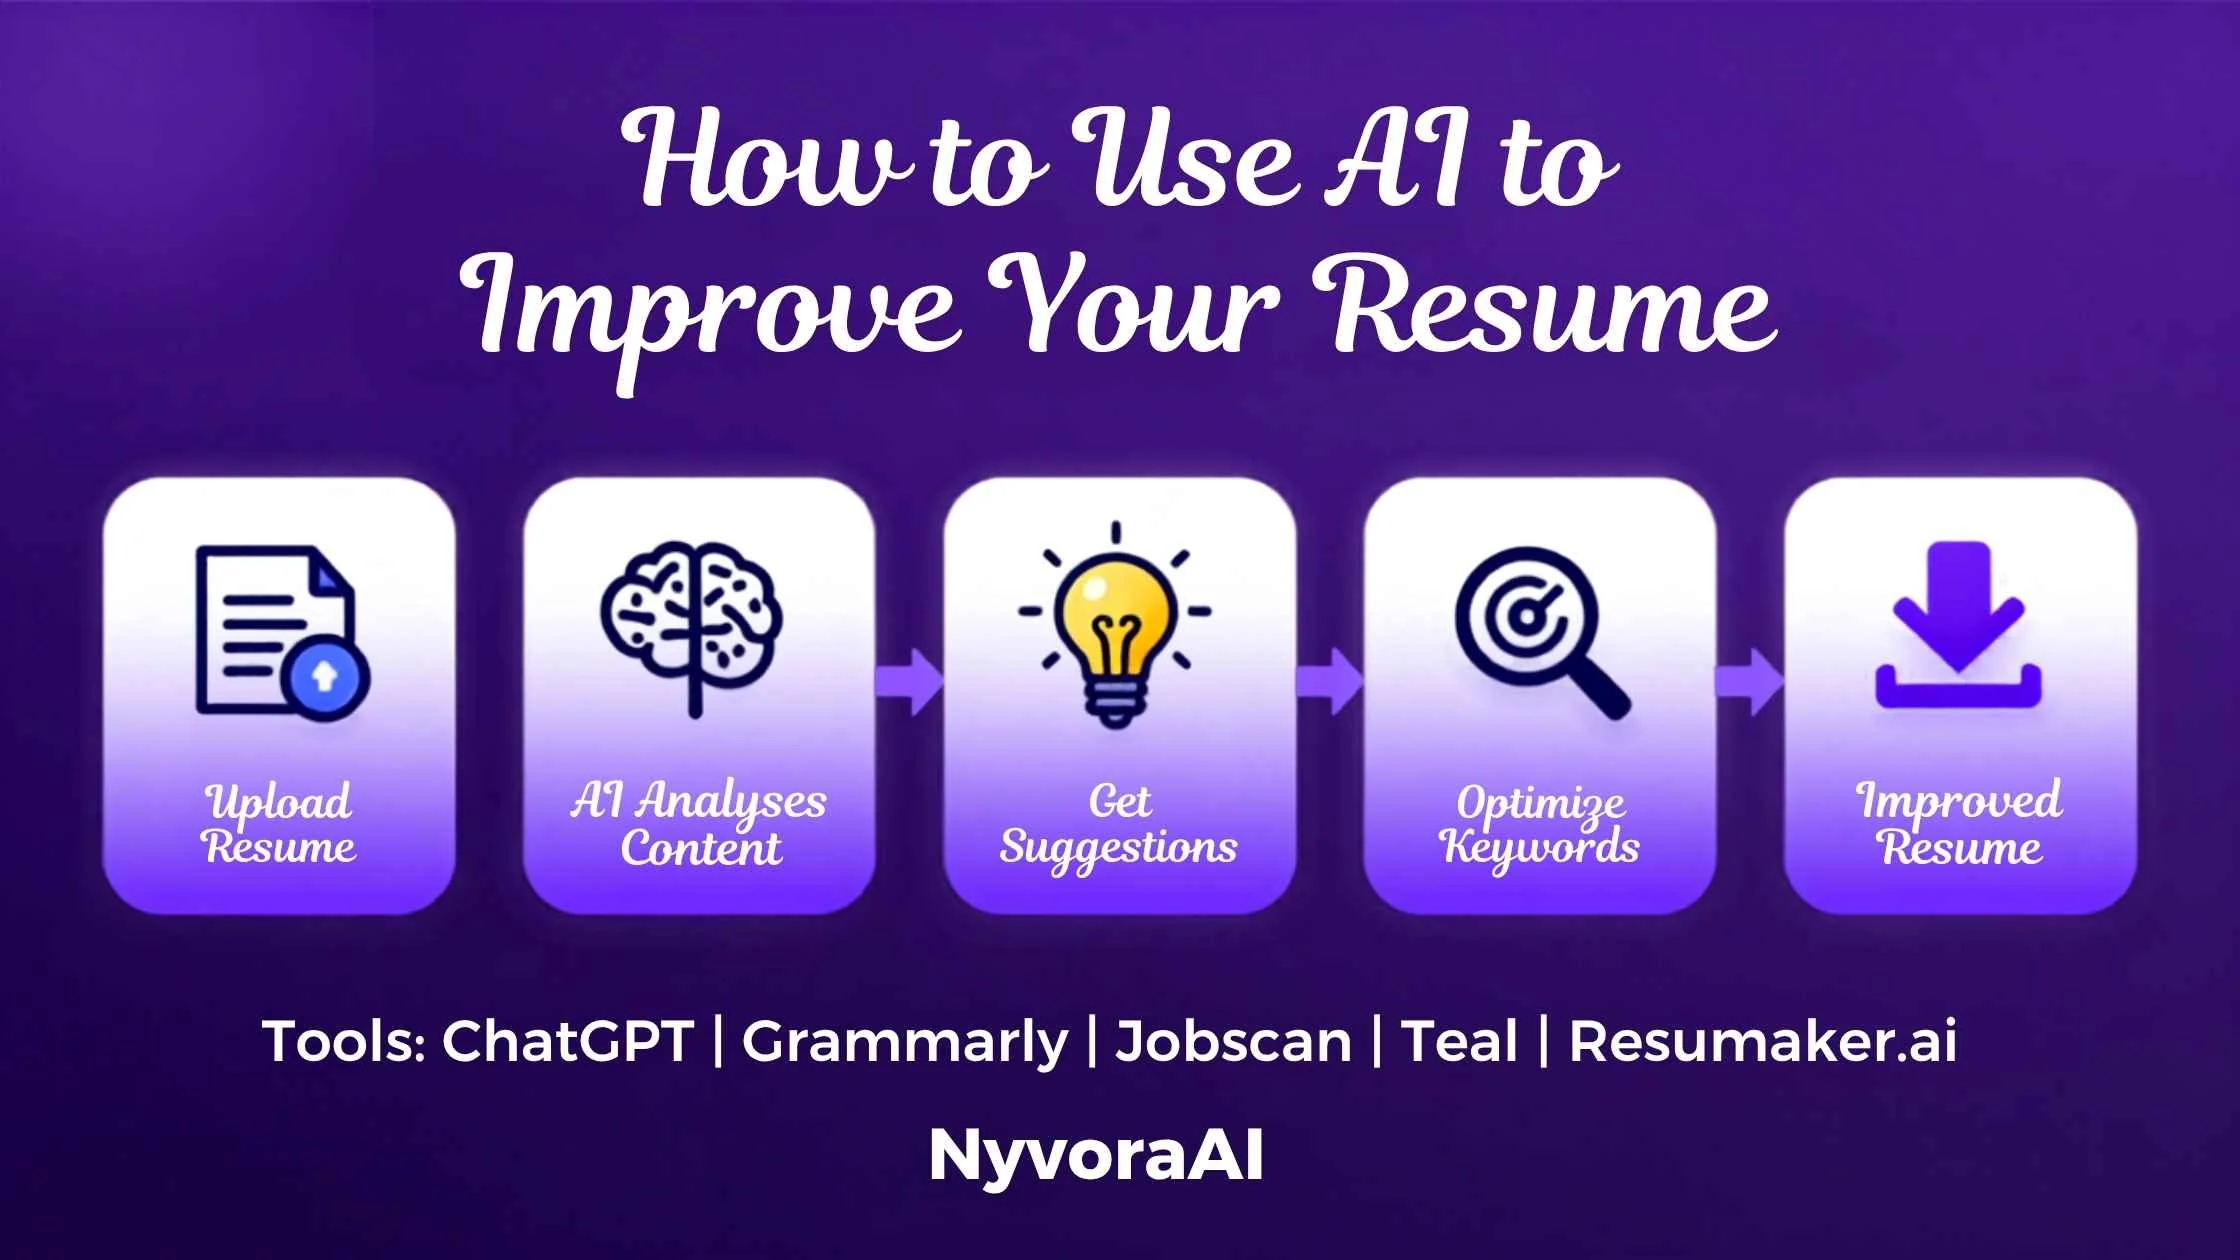 How to Use AI to
Improve Your Resume
Upload
Resume
AI Analyses
Content
Get
Suggestions
Optimize
Keywords
Improved
Resume
Tools: ChatGPT | Grammarly | Jobscan | Teal | Resumaker.ai
NyvoraAI